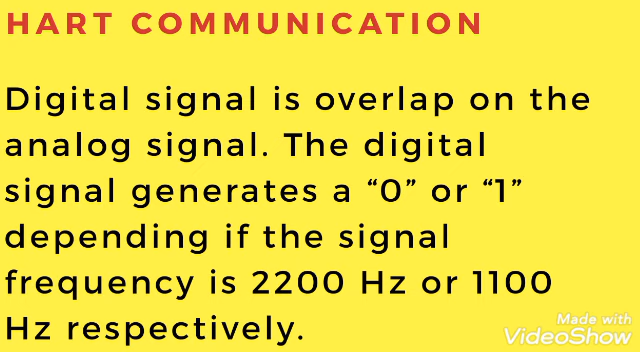 HART COMMUNICATION
Digital signal is overlap on the
analog signal. The digital
signal generates a “0” or “1”
depending if the signal
frequency is 2200 Hz or 1100
Hz respectively.
Made with
VideoShow